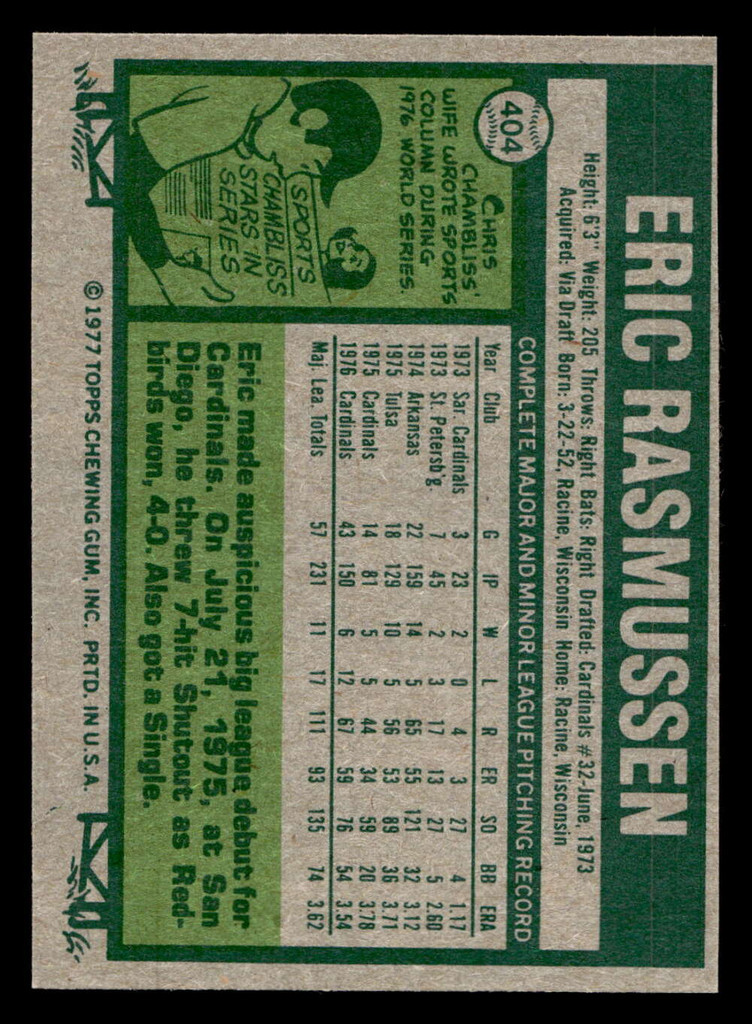 404
ERIC RASMUSSEN
Height: 6'3" Weight: 205 Throws: Right Bats: Right Drafted: Cardinals #32-June, 1973
Acquired: Via Draft Born: 3-22-52, Racine, Wisconsin Home: Racine, Wisconsin
CHRIS
CHAMBLISS'
WIFE WROTE SPORTS
COLUMN DURING
1976 WORLD SERIES.
SPORTS
CHAMBLISS
STARS IN
SERIES
COMPLETE MAJOR AND MINOR LEAGUE PITCHING RECORD
Year Club G IP W L R ER SO BB ERA
1973 Sar. Cardinals 3 23 2 0 4 3 27 4 1.17
1973 St. Petersb'g. 7 45 2 3 17 13 27 5 2.60
1974 Arkansas 22 159 14 5 65 55 121 32 3.12
1975 Tulsa 18 129 10 5 56 53 89 36 3.71
1975 Cardinals 14 81 5 5 44 34 59 20 3.78
1976 Cardinals 43 150 6 12 67 59 76 54 3.54
Maj. Lea. Totals 57 231 11 17 111 93 135 74 3.62
Eric made auspicious big league debut for
Cardinals. On July 21, 1975, at San
Diego, he threw 7-hit Shutout as Red-
birds won, 4-0. Also got a Single.
© 1977 TOPPS CHEWING GUM, INC. PRTD. IN U.S.A.